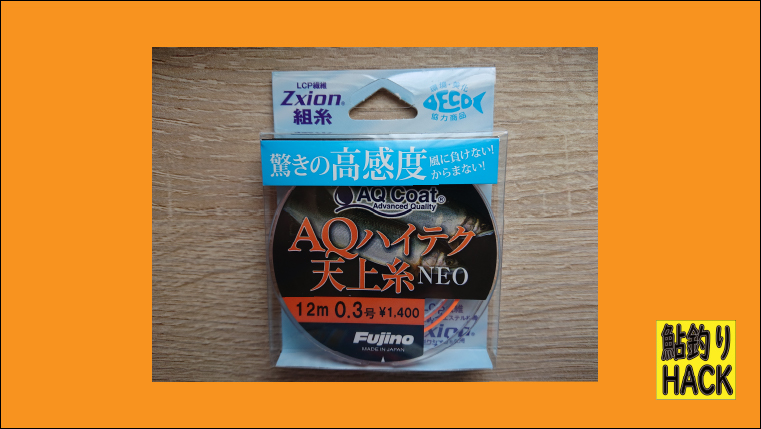 LCP繊維
Zxion®
組糸
DECO
協力商品
驚きの高感度
風に負けない!
からまない!
AQ Coat®
Advanced Quality
AQハイテク
天上糸NEO
12m 0.3号 ¥1,400
Fujino
MADE IN JAPAN
鮎釣り
HACK